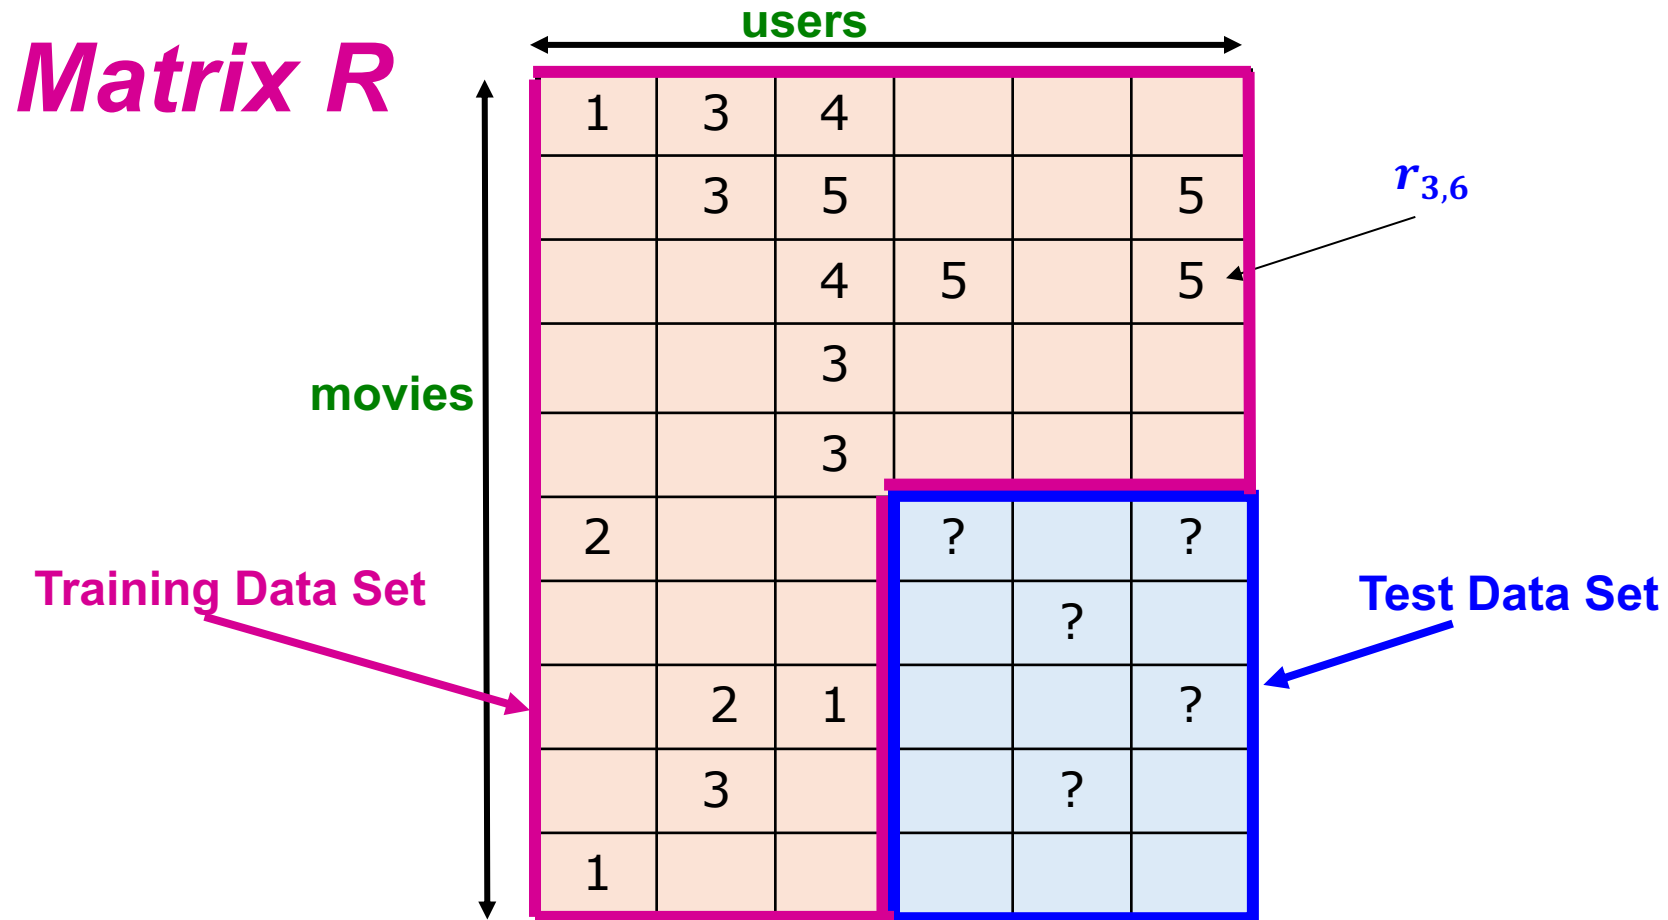 users
Matrix R
1 3 4
r3,6
3 5 5
4 5 5
3
movies
3
2 ? ?
Training Data Set
Test Data Set
?
2 1 ?
3 ?
1